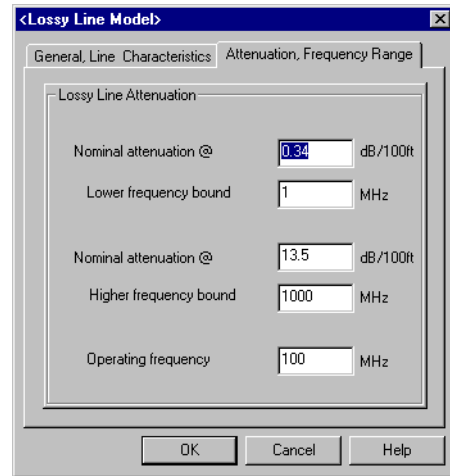 <Lossy Line Model>
General, Line Characteristics
Attenuation, Frequency Range
Lossy Line Attenuation
Nominal attenuation @ 0.34 dB/100ft
Lower frequency bound 1 MHz
Nominal attenuation @ 13.5 dB/100ft
Higher frequency bound 1000 MHz
Operating frequency 100 MHz
OK Cancel Help